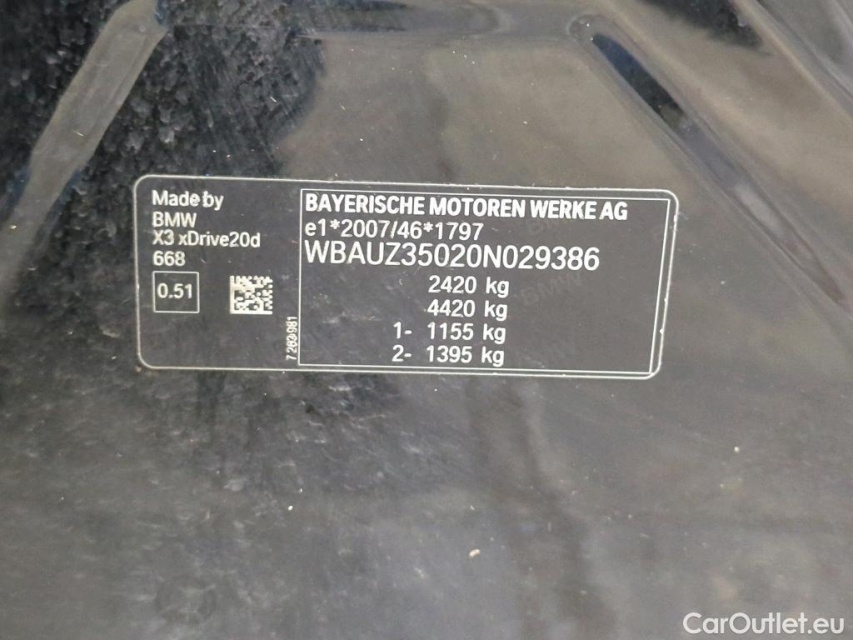 Made by
BMW
X3 xDrive20d
668
0.51
BAYERISCHE MOTOREN WERKE AG
e1*2007/46*1797
WBAUZ35020N029386
2420 kg
4420 kg
1- 1155 kg
2- 1395 kg
CarOutlet.eu